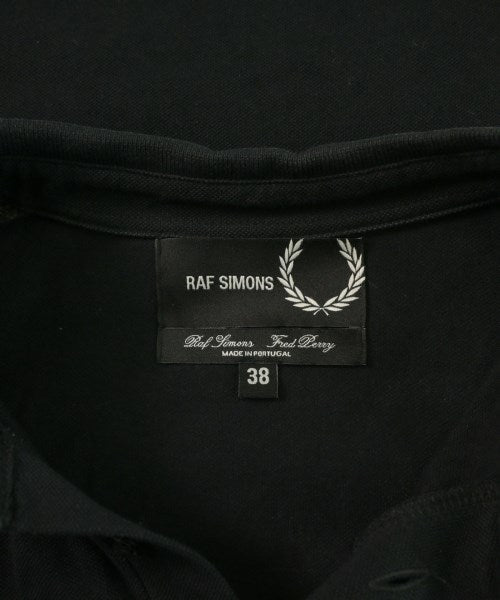 RAF SIMONS
Raf Simons Fred Perry
MADE IN PORTUGAL
38